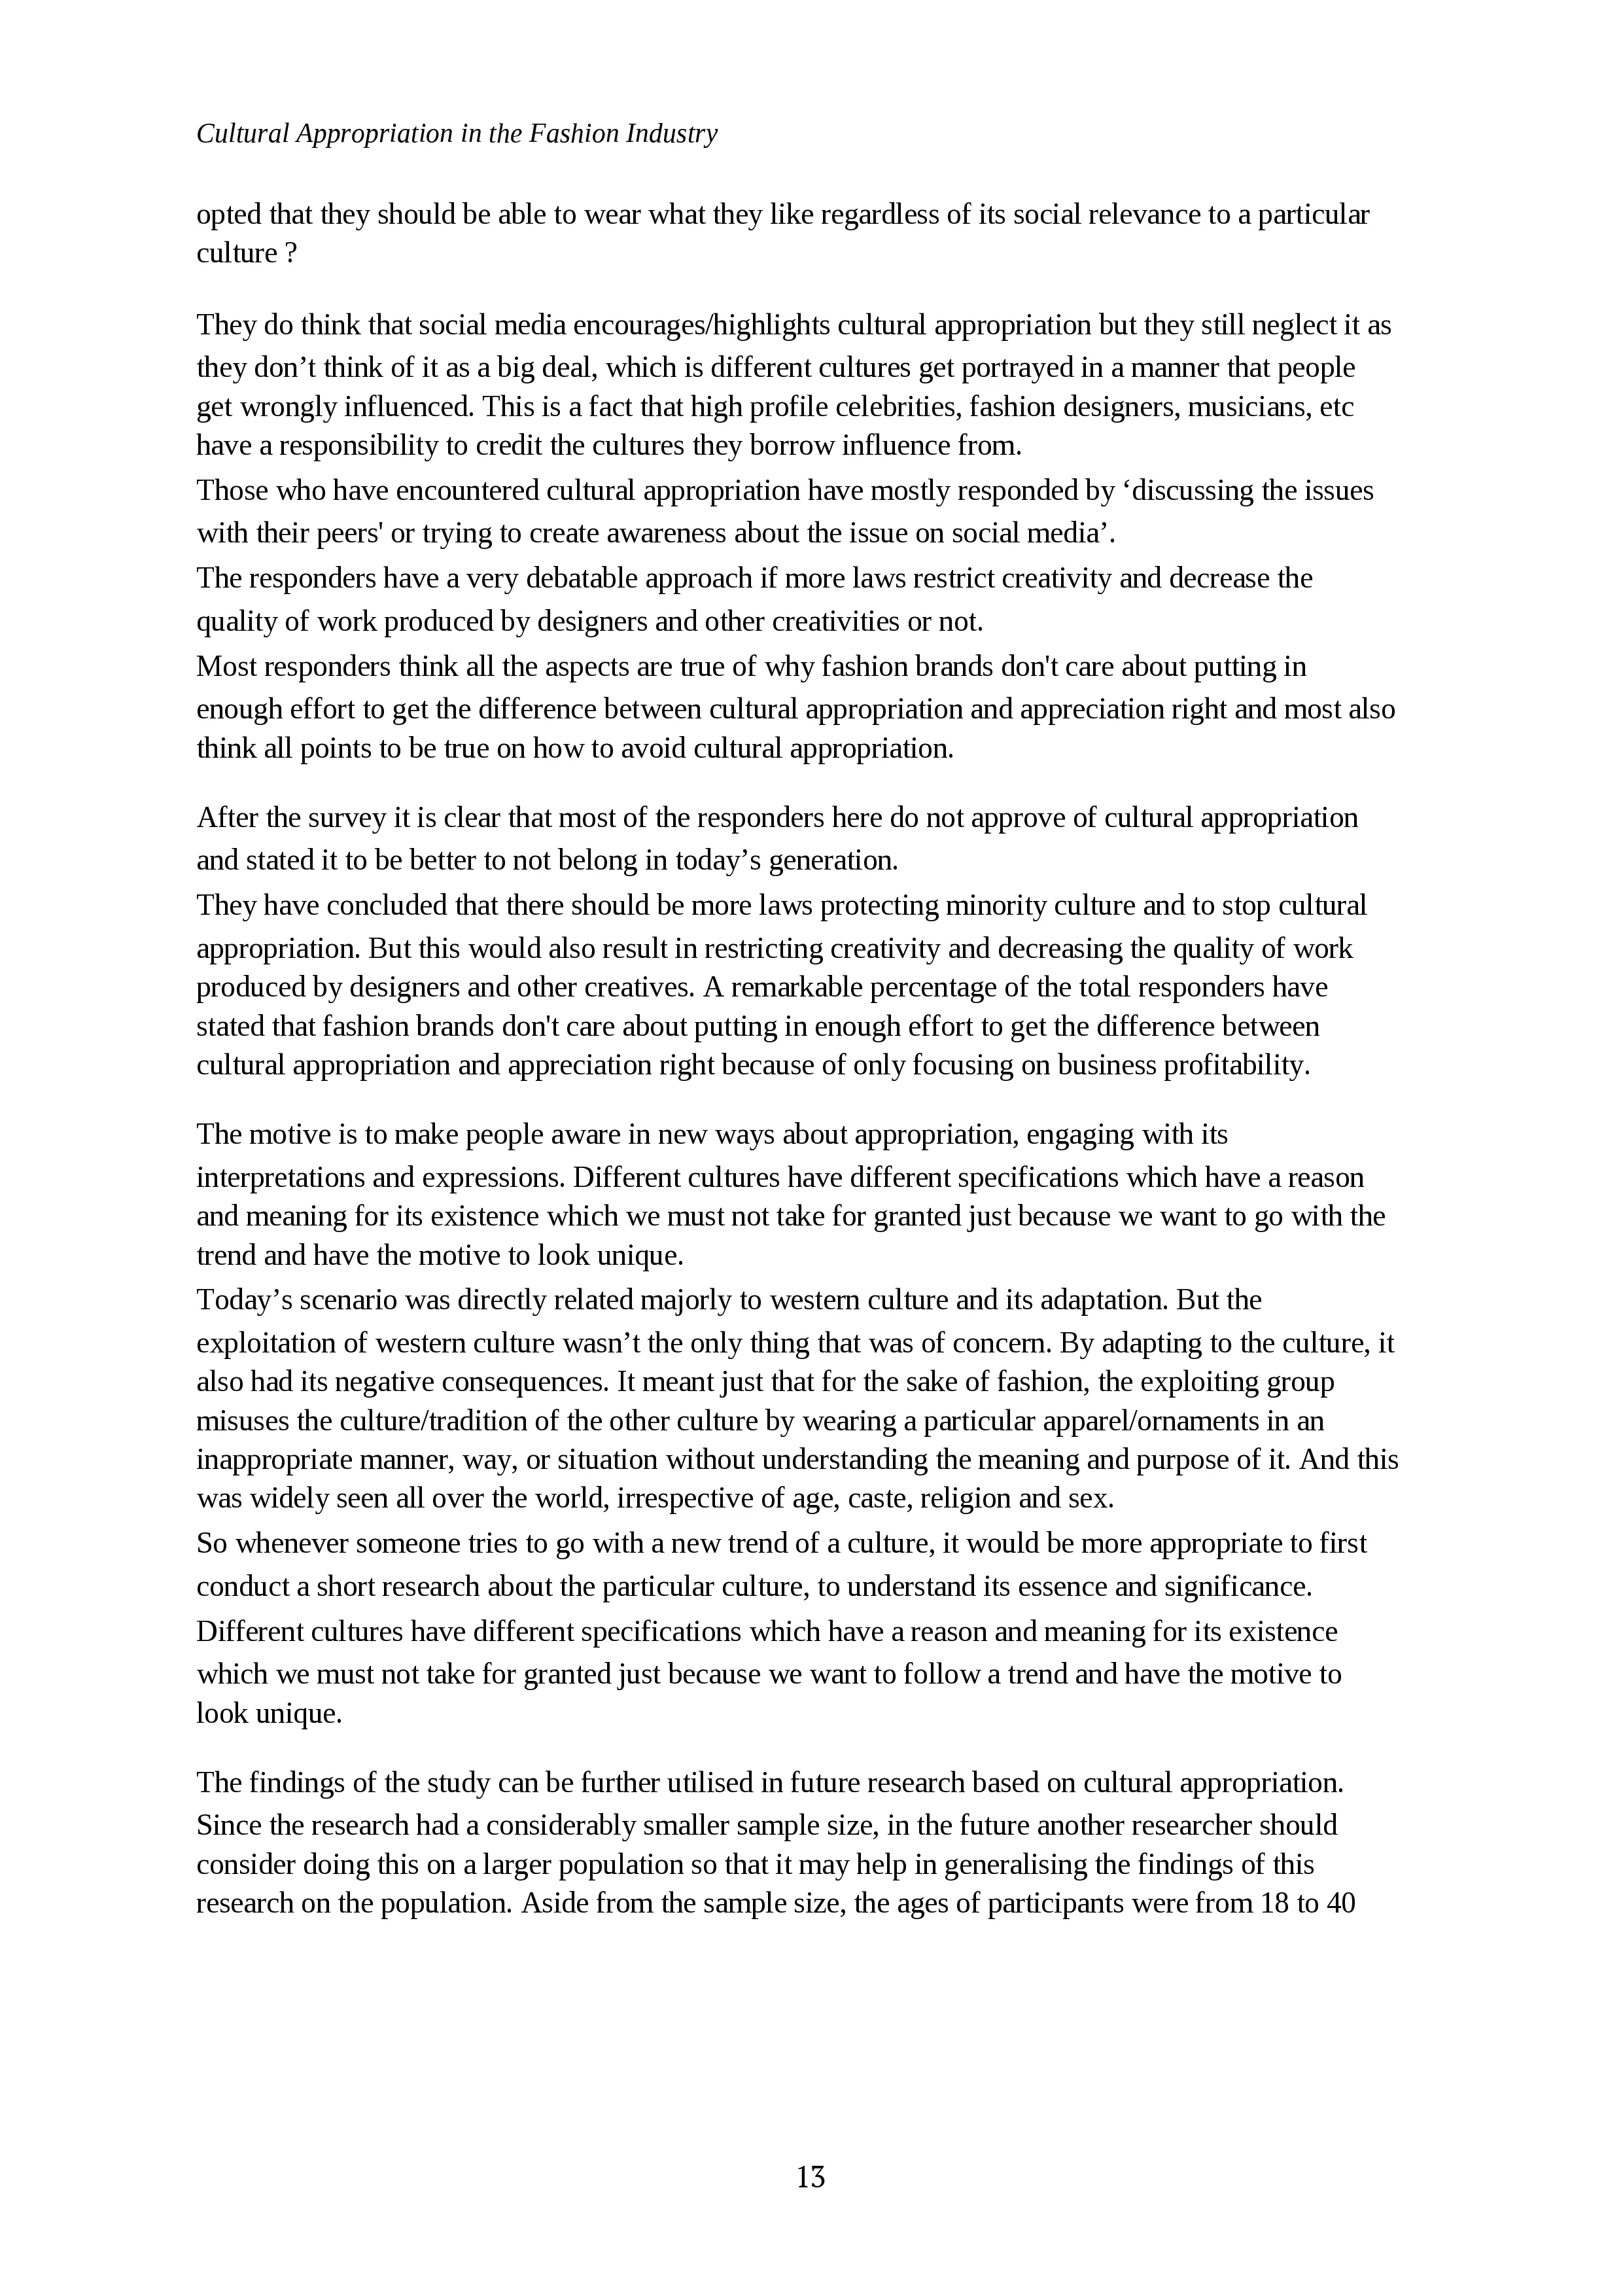 Cultural Appropriation in the Fashion Industry
opted that they should be able to wear what they like regardless of its social relevance to a particular
culture ?
They do think that social media encourages/highlights cultural appropriation but they still neglect it as
they don’t think of it as a big deal, which is different cultures get portrayed in a manner that people
get wrongly influenced. This is a fact that high profile celebrities, fashion designers, musicians, etc
have a responsibility to credit the cultures they borrow influence from.
Those who have encountered cultural appropriation have mostly responded by ‘discussing the issues
with their peers' or trying to create awareness about the issue on social media’.
The responders have a very debatable approach if more laws restrict creativity and decrease the
quality of work produced by designers and other creativities or not.
Most responders think all the aspects are true of why fashion brands don't care about putting in
enough effort to get the difference between cultural appropriation and appreciation right and most also
think all points to be true on how to avoid cultural appropriation.
After the survey it is clear that most of the responders here do not approve of cultural appropriation
and stated it to be better to not belong in today’s generation.
They have concluded that there should be more laws protecting minority culture and to stop cultural
appropriation. But this would also result in restricting creativity and decreasing the quality of work
produced by designers and other creatives. A remarkable percentage of the total responders have
stated that fashion brands don't care about putting in enough effort to get the difference between
cultural appropriation and appreciation right because of only focusing on business profitability.
The motive is to make people aware in new ways about appropriation, engaging with its
interpretations and expressions. Different cultures have different specifications which have a reason
and meaning for its existence which we must not take for granted just because we want to go with the
trend and have the motive to look unique.
Today’s scenario was directly related majorly to western culture and its adaptation. But the
exploitation of western culture wasn’t the only thing that was of concern. By adapting to the culture, it
also had its negative consequences. It meant just that for the sake of fashion, the exploiting group
misuses the culture/tradition of the other culture by wearing a particular apparel/ornaments in an
inappropriate manner, way, or situation without understanding the meaning and purpose of it. And this
was widely seen all over the world, irrespective of age, caste, religion and sex.
So whenever someone tries to go with a new trend of a culture, it would be more appropriate to first
conduct a short research about the particular culture, to understand its essence and significance.
Different cultures have different specifications which have a reason and meaning for its existence
which we must not take for granted just because we want to follow a trend and have the motive to
look unique.
The findings of the study can be further utilised in future research based on cultural appropriation.
Since the research had a considerably smaller sample size, in the future another researcher should
consider doing this on a larger population so that it may help in generalising the findings of this
research on the population. Aside from the sample size, the ages of participants were from 18 to 40
13